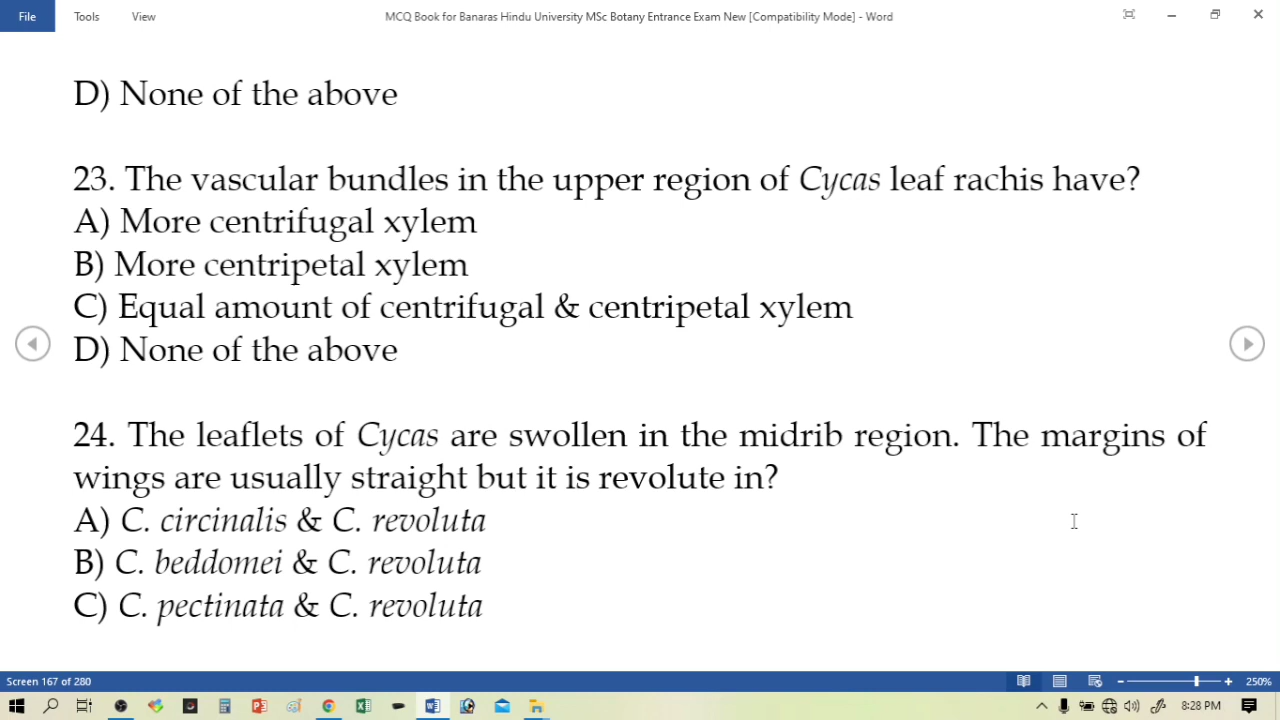 File Tools View MCQ Book for Banaras Hindu University MSc Botany Entrance Exam New [Compatibility Mode] - Word
D) None of the above
23. The vascular bundles in the upper region of Cycas leaf rachis have?
A) More centrifugal xylem
B) More centripetal xylem
C) Equal amount of centrifugal & centripetal xylem
D) None of the above
24. The leaflets of Cycas are swollen in the midrib region. The margins of
wings are usually straight but it is revolute in?
A) C. circinalis & C. revoluta
B) C. beddomei & C. revoluta
C) C. pectinata & C. revoluta
Screen 167 of 280 250%
8:28 PM